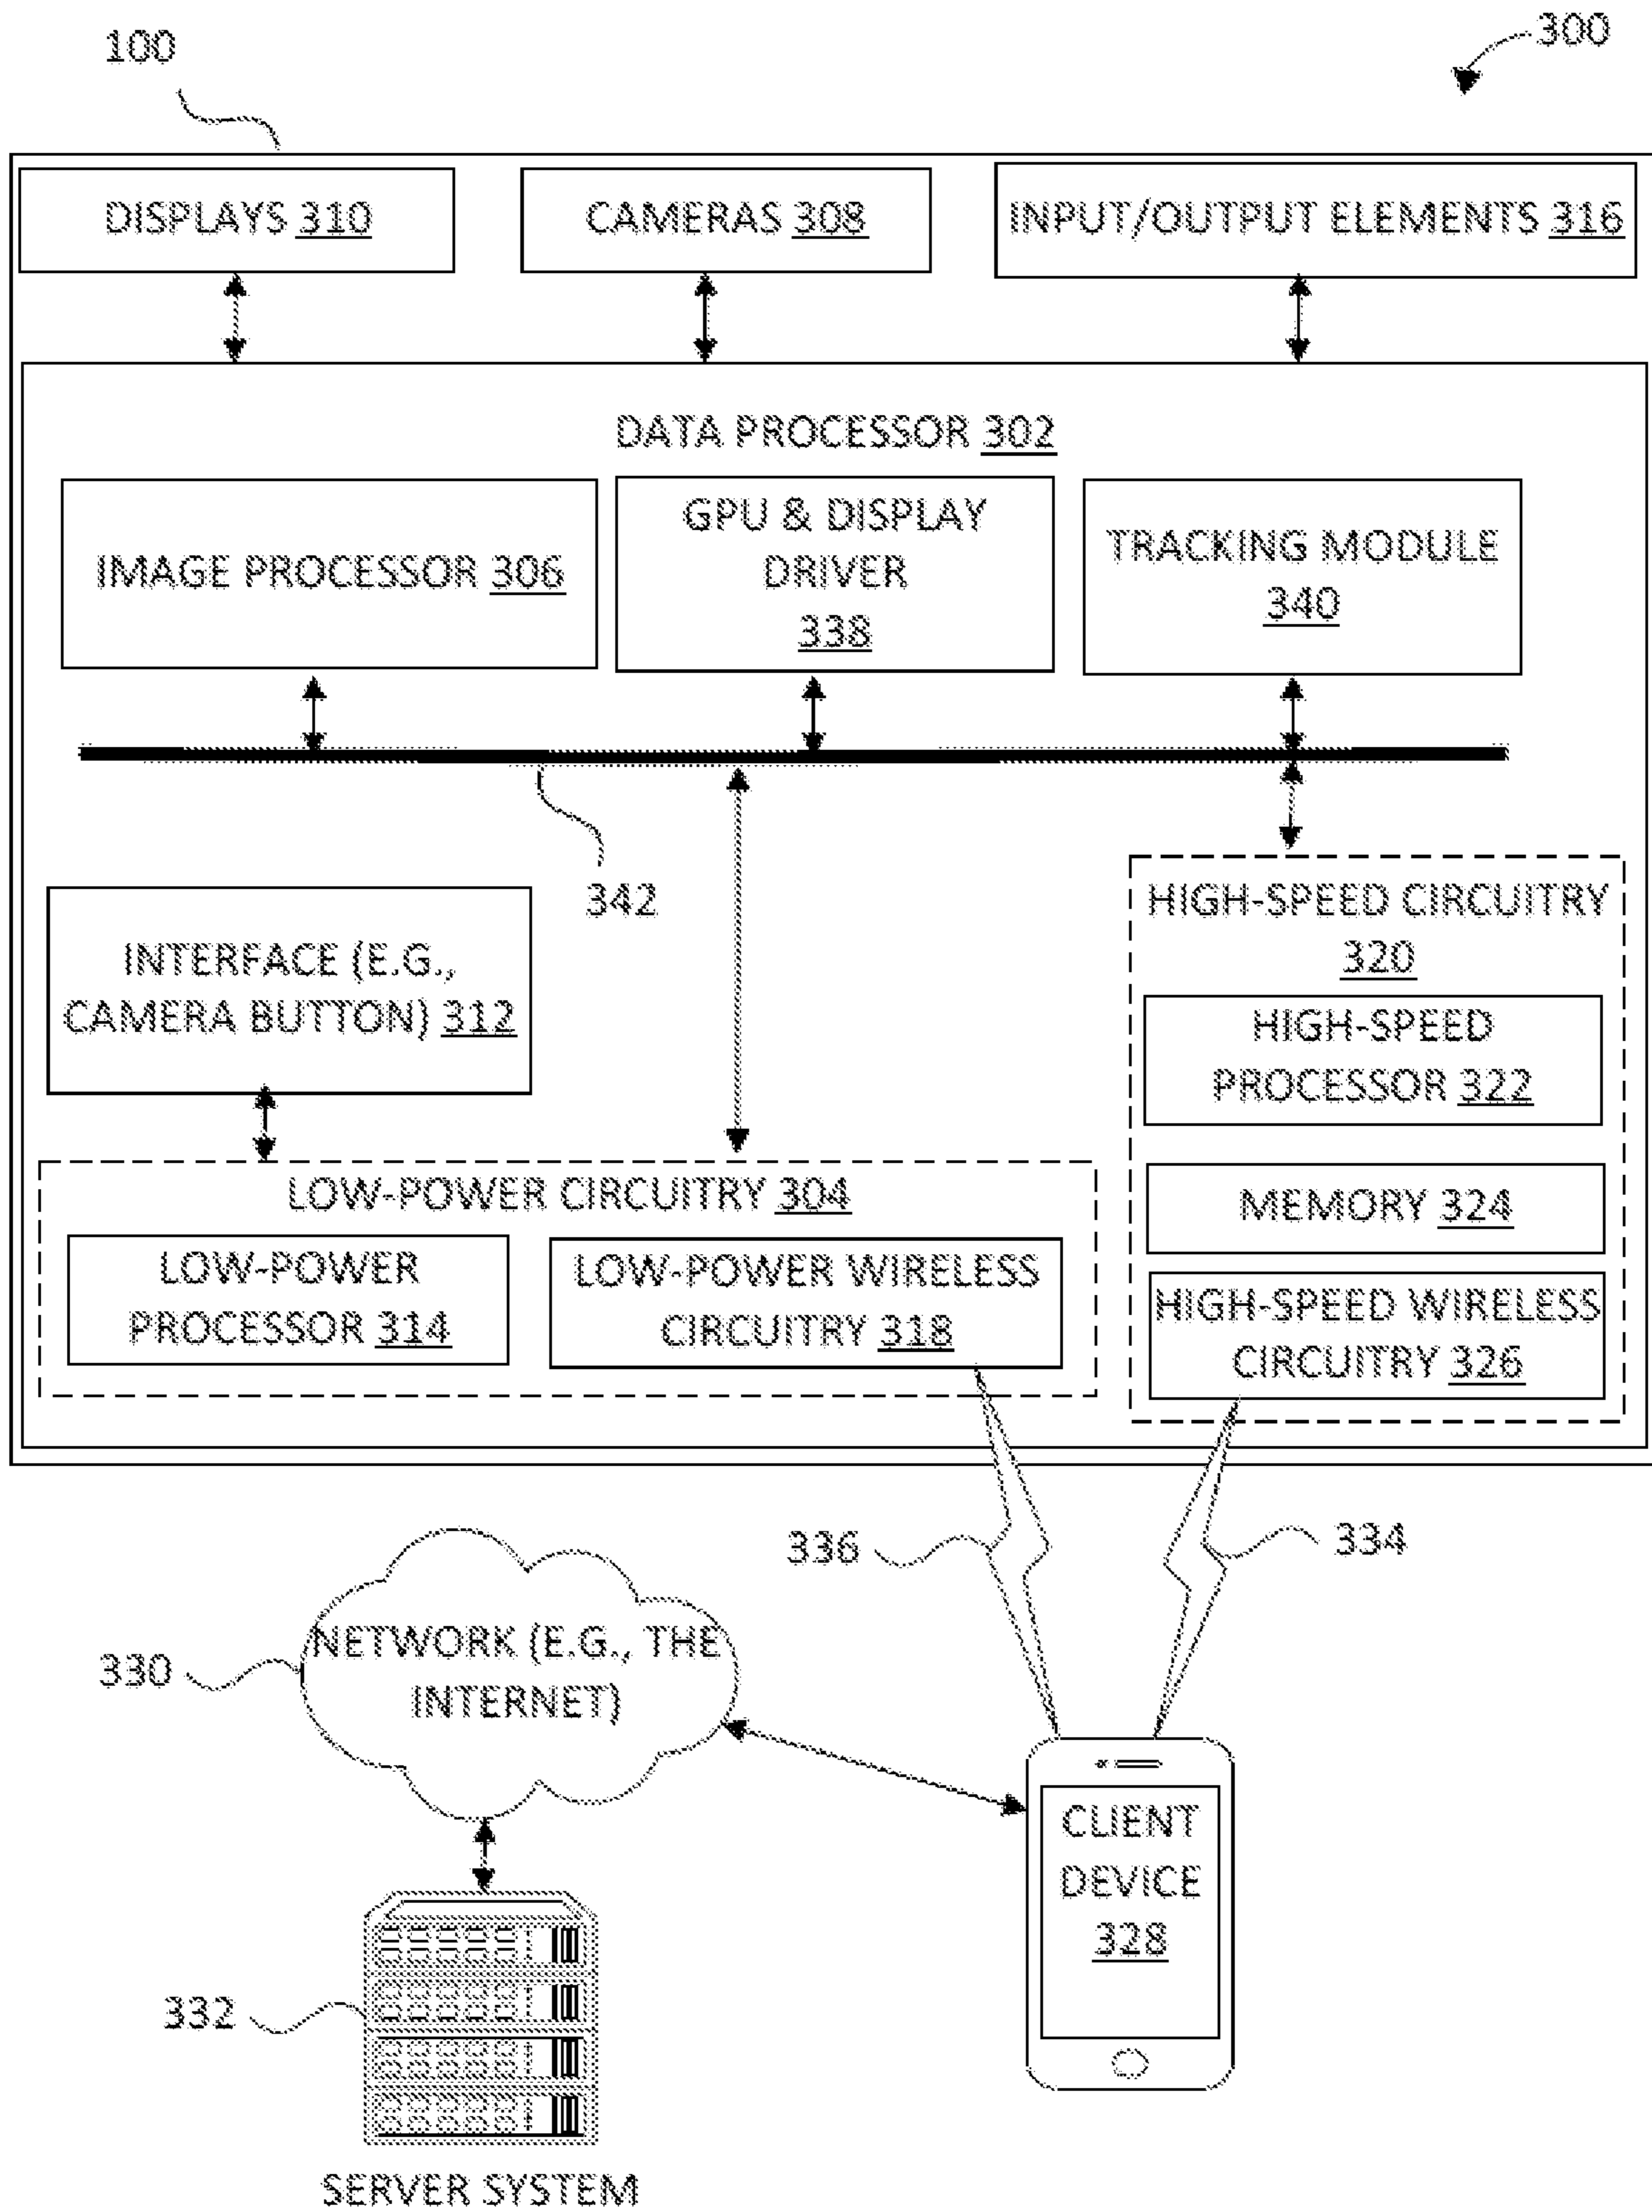 100
300
DISPLAYS 310
CAMERAS 308
INPUT/OUTPUT ELEMENTS 316
DATA PROCESSOR 302
IMAGE PROCESSOR 306
GPU & DISPLAY
DRIVER
338
TRACKING MODULE
340
342
INTERFACE (E.G.,
CAMERA BUTTON) 312
HIGH-SPEED CIRCUITRY
320
HIGH-SPEED
PROCESSOR 322
MEMORY 324
HIGH-SPEED WIRELESS
CIRCUITRY 326
LOW-POWER CIRCUITRY 304
LOW-POWER
PROCESSOR 314
LOW-POWER WIRELESS
CIRCUITRY 318
336
334
330
NETWORK (E.G., THE
INTERNET)
CLIENT
DEVICE
328
332
SERVER SYSTEM